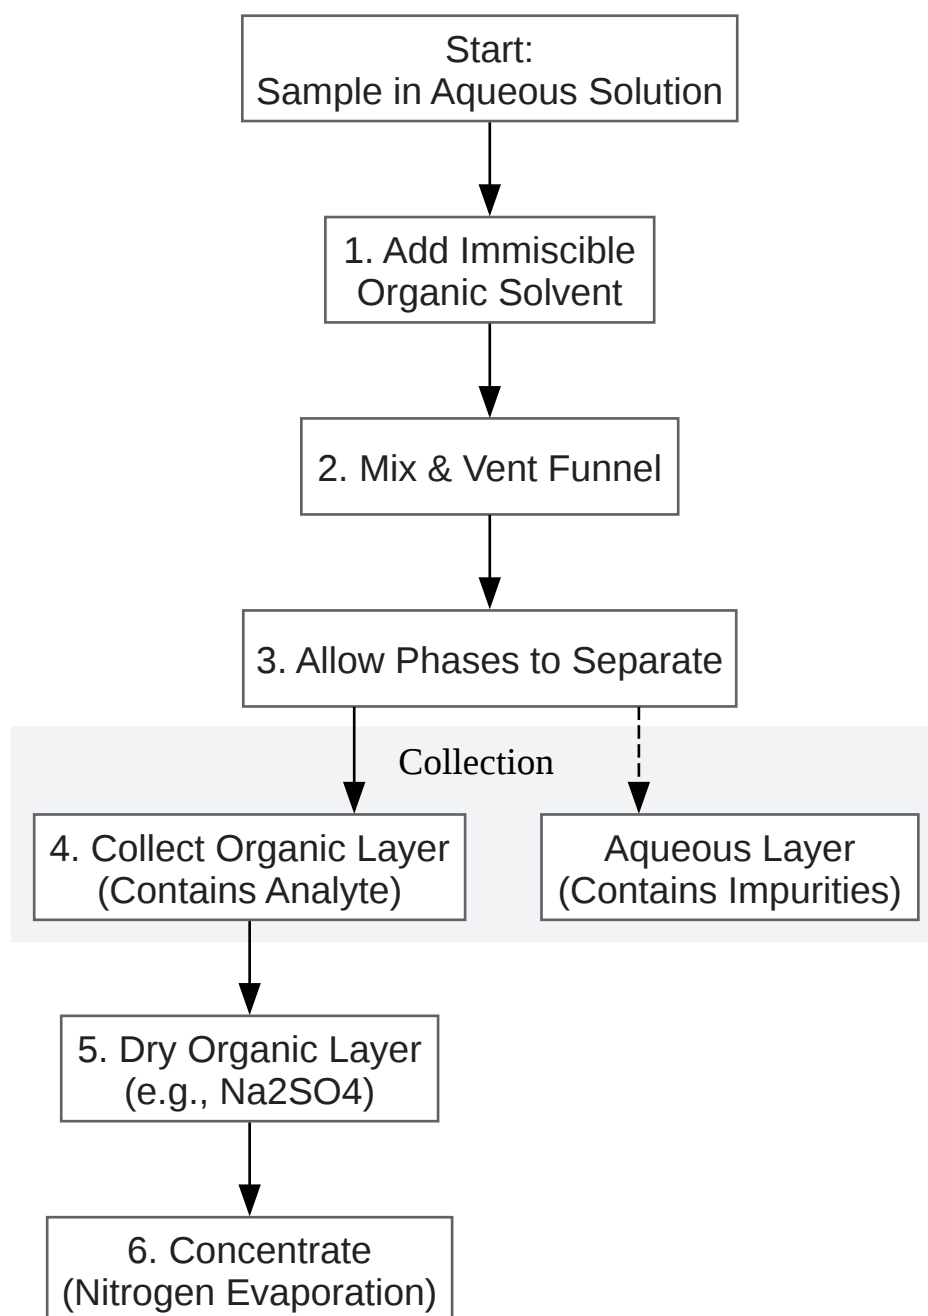 Start:
Sample in Aqueous Solution
1. Add Immiscible
Organic Solvent
2. Mix & Vent Funnel
3. Allow Phases to Separate
Collection
4. Collect Organic Layer
(Contains Analyte)
Aqueous Layer
(Contains Impurities)
5. Dry Organic Layer
(e.g., Na2SO4)
6. Concentrate
(Nitrogen Evaporation)